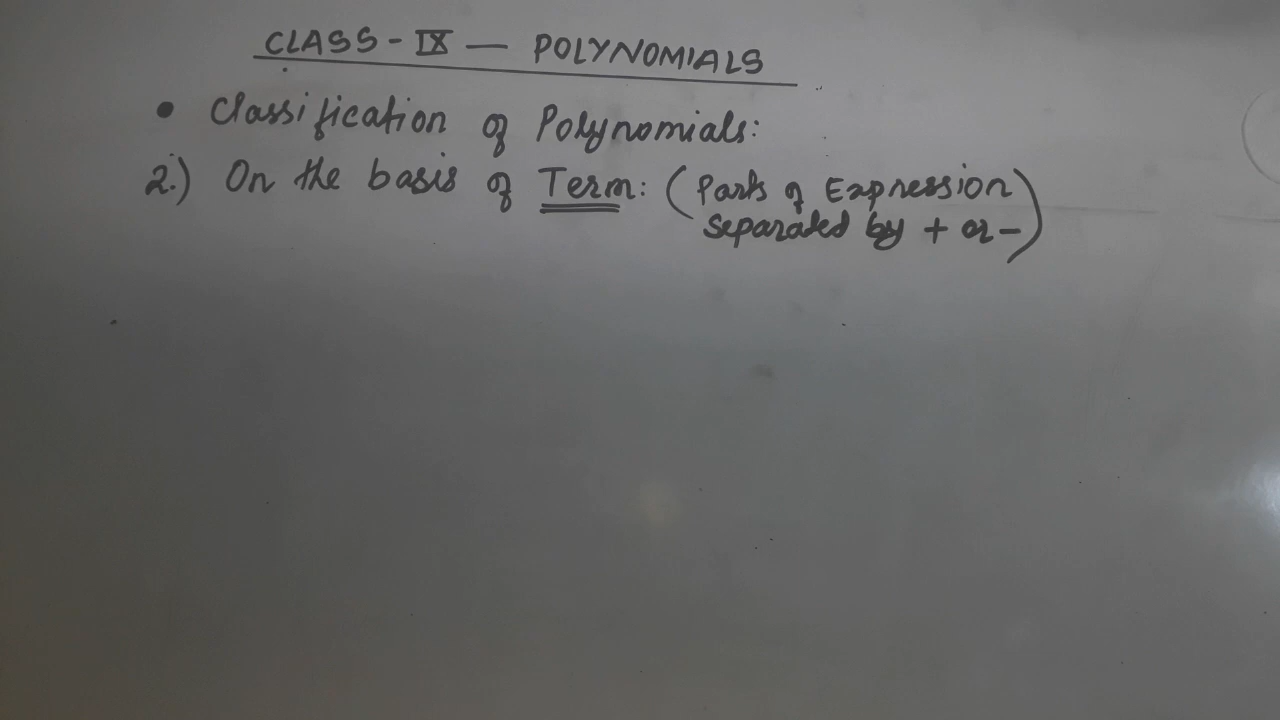 CLASS - IX — POLYNOMIALS
• Classification of Polynomials:
2.) On the basis of Term: (Parts of Expression
separated by + or -)